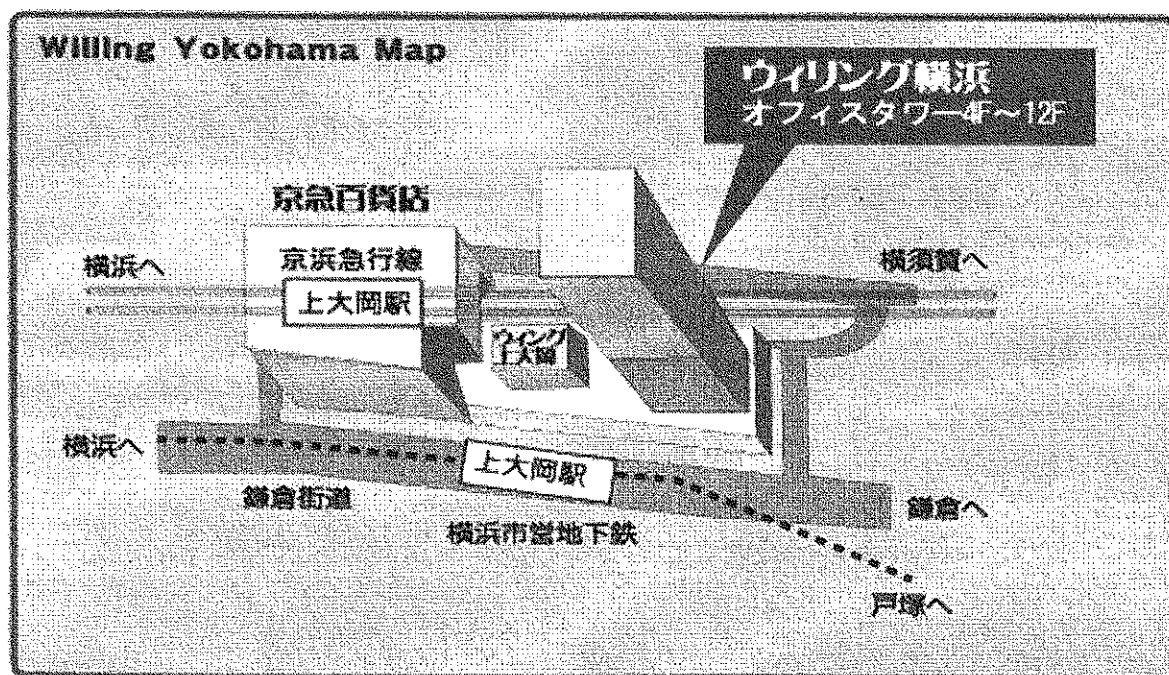 Willing Yokohama Map
ウィリング横浜
オフィスタワー4F～12F
京急百貨店
京浜急行線
横浜へ
横須賀へ
上大岡駅
ウィング
上大岡
横浜へ
上大岡駅
鎌倉街道
鎌倉へ
横浜市営地下鉄
戸塚へ